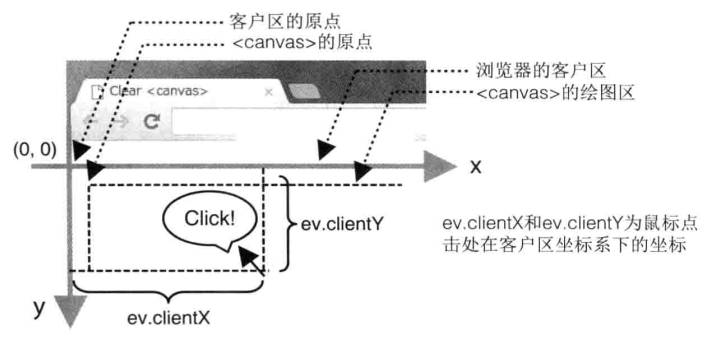 客户区的原点
<canvas>的原点
浏览器的客户区
<canvas>的绘图区
Clear <canvas>
(0, 0)
x
Click!
ev.clientY
ev.clientX和ev.clientY为鼠标点
击处在客户区坐标系下的坐标
y
ev.clientX